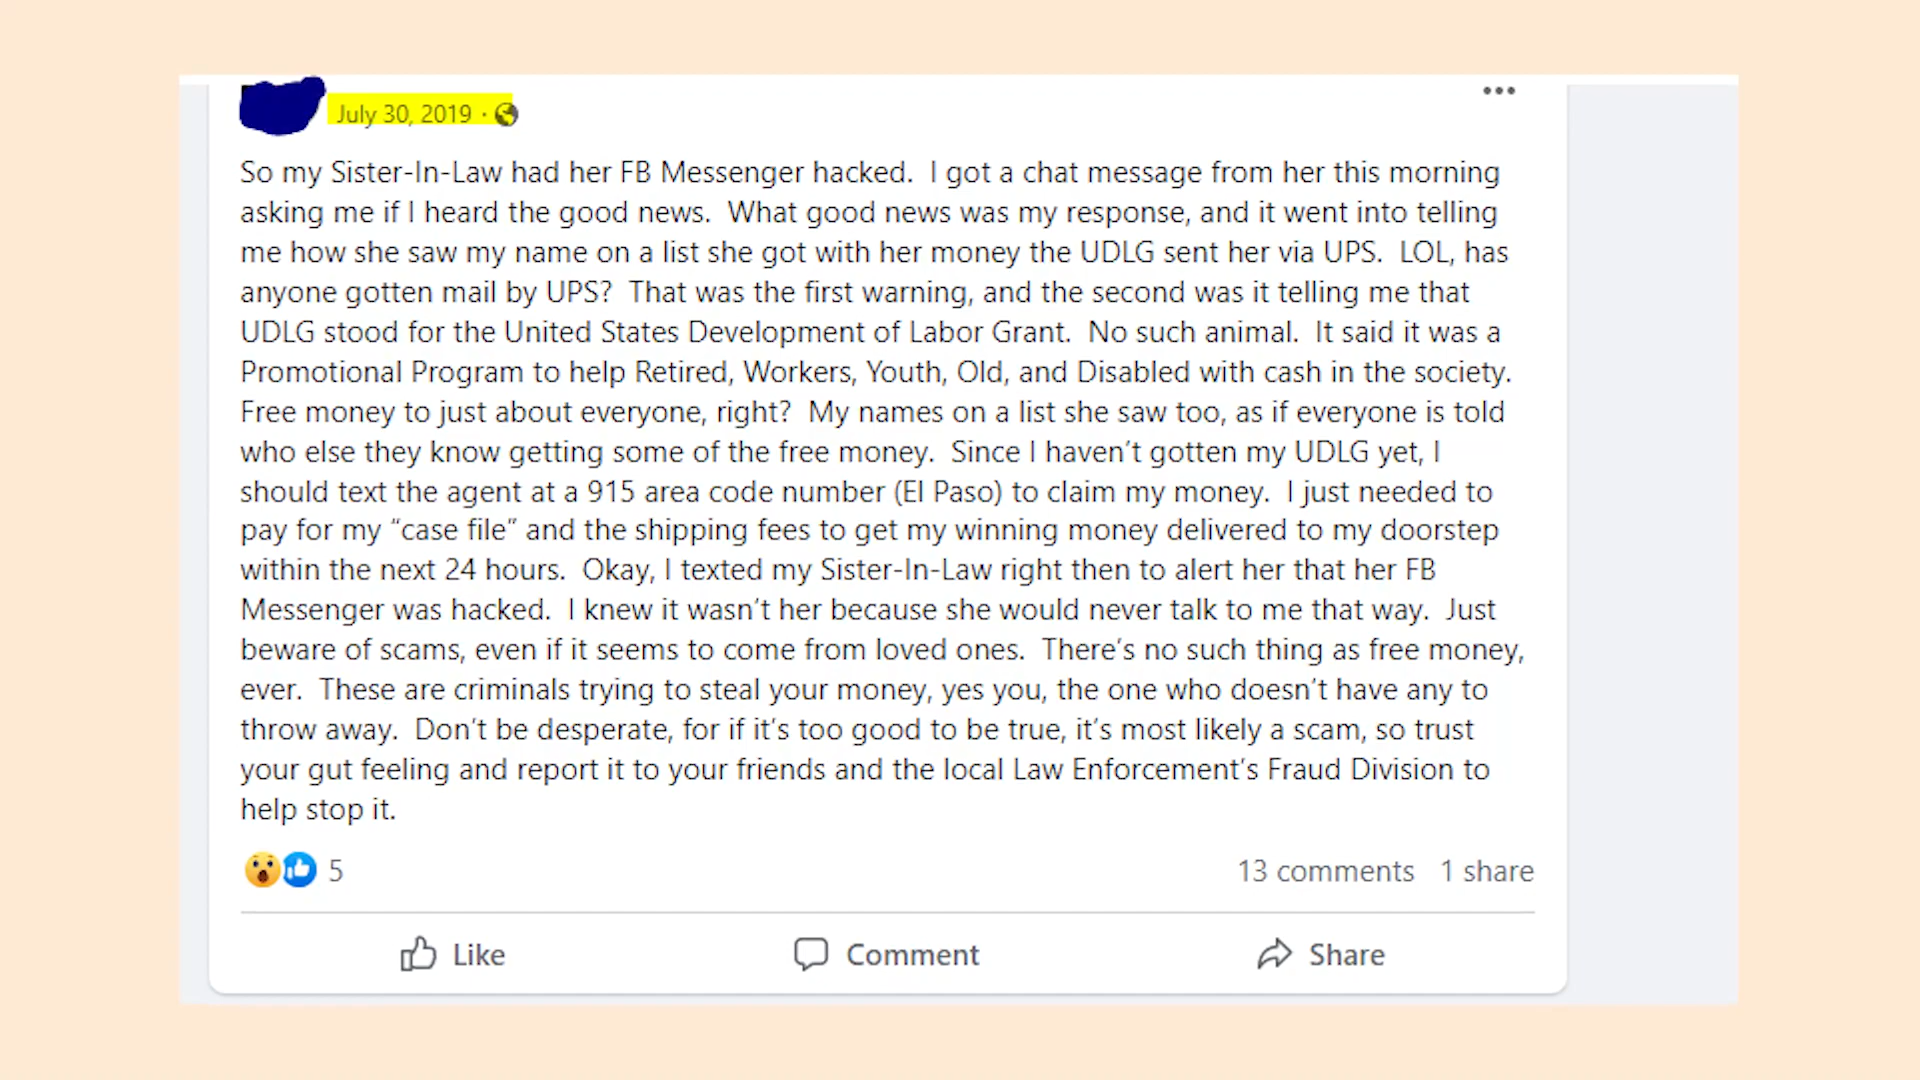 July 30, 2019 ·
So my Sister-In-Law had her FB Messenger hacked.  I got a chat message from her this morning
asking me if I heard the good news.  What good news was my response, and it went into telling
me how she saw my name on a list she got with her money the UDLG sent her via UPS.  LOL, has
anyone gotten mail by UPS?  That was the first warning, and the second was it telling me that
UDLG stood for the United States Development of Labor Grant.  No such animal.  It said it was a
Promotional Program to help Retired, Workers, Youth, Old, and Disabled with cash in the society.
Free money to just about everyone, right?  My names on a list she saw too, as if everyone is told
who else they know getting some of the free money.  Since I haven't gotten my UDLG yet, I
should text the agent at a 915 area code number (El Paso) to claim my money.  I just needed to
pay for my “case file” and the shipping fees to get my winning money delivered to my doorstep
within the next 24 hours.  Okay, I texted my Sister-In-Law right then to alert her that her FB
Messenger was hacked.  I knew it wasn't her because she would never talk to me that way.  Just
beware of scams, even if it seems to come from loved ones.  There's no such thing as free money,
ever.  These are criminals trying to steal your money, yes you, the one who doesn't have any to
throw away.  Don't be desperate, for if it's too good to be true, it's most likely a scam, so trust
your gut feeling and report it to your friends and the local Law Enforcement's Fraud Division to
help stop it.
5
13 comments 1 share
Like Comment Share